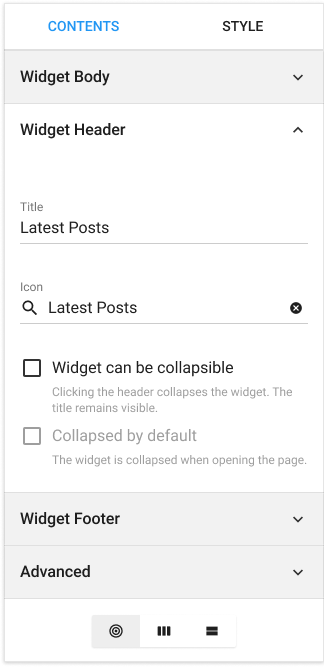 CONTENTS STYLE
Widget Body
Widget Header
Title
Latest Posts
Icon
Latest Posts
Widget can be collapsible
Clicking the header collapses the widget. The
title remains visible.
Collapsed by default
The widget is collapsed when opening the page.
Widget Footer
Advanced